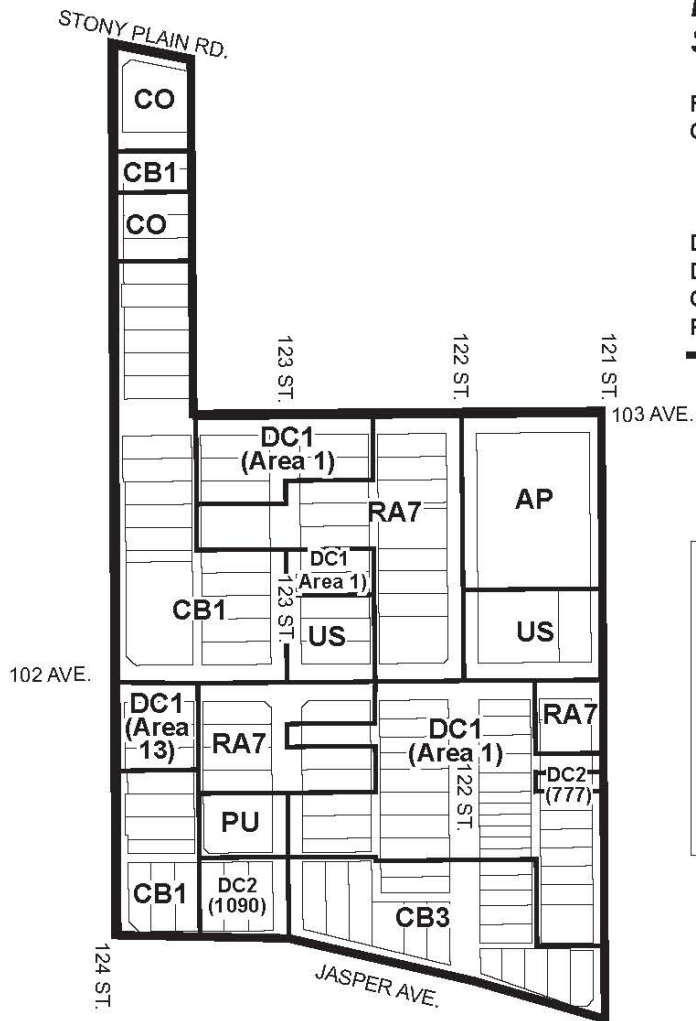 STONY PLAIN RD.
CO
CB1
CO
123 ST.
122 ST.
121 ST.
103 AVE.
DC1
(Area 1)
RA7
AP
DC1
(Area 1)
CB1
123 ST.
US
US
102 AVE.
DC1
(Area
13)
RA7
DC1
(Area 1)
RA7
122 ST.
DC2
(777)
PU
CB1
DC2
(1090)
CB3
124 ST.
JASPER AVE.